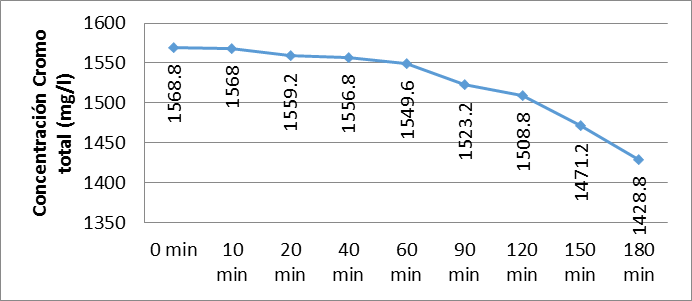 Concentración Cromo
total (mg/l)
1600
1550
1500
1450
1400
1350
1568.8
1568
1559.2
1556.8
1549.6
1523.2
1508.8
1471.2
1428.8
0 min
10
min
20
min
40
min
60
min
90
min
120
min
150
min
180
min